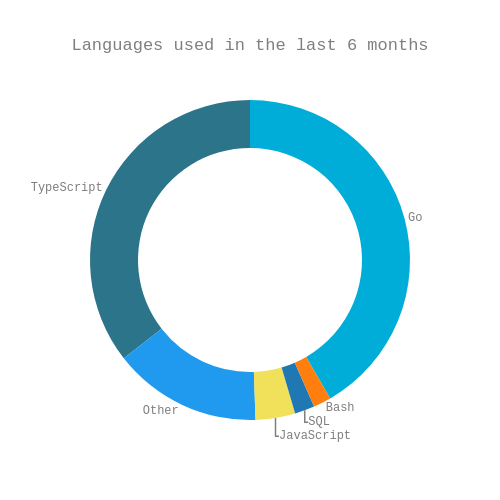 Languages used in the last 6 months
TypeScript
Go
Other
Bash
SQL
JavaScript